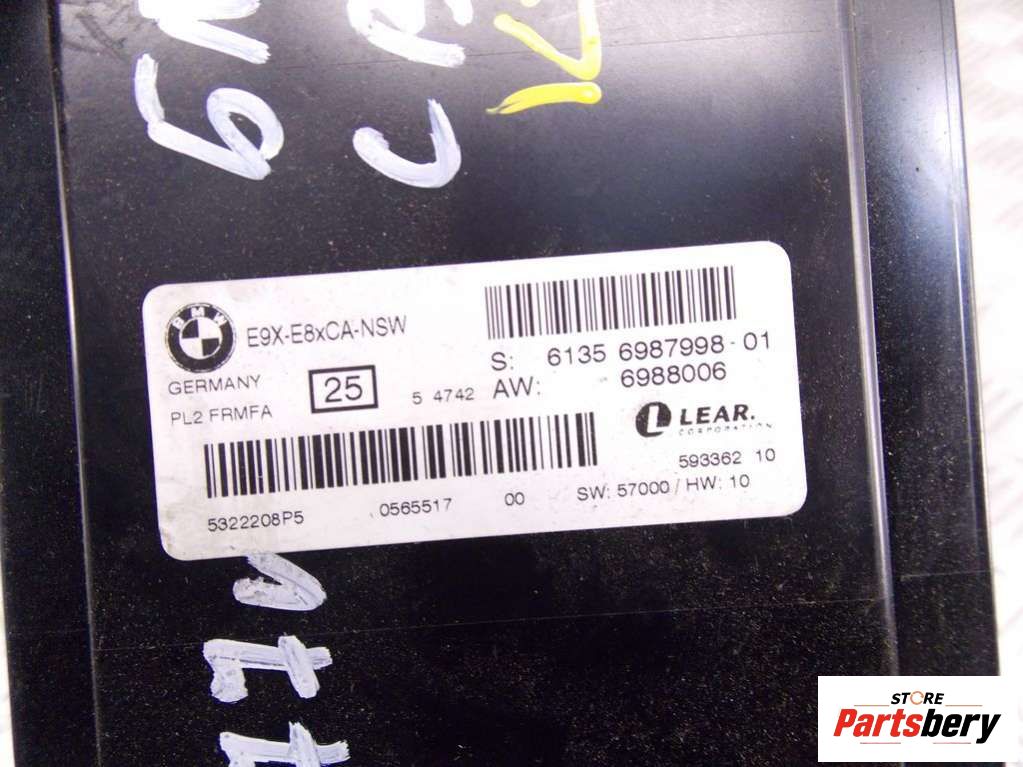 BMW
E9X-E8xCA-NSW
GERMANY
25
5 4742
PL2 FRMFA
S: 6135 6987998-01
AW: 6988006
LEAR.
CORPORATION
593362 10
5322208P5 0565517 00 SW: 57000 / HW: 10
STORE
Partsbery